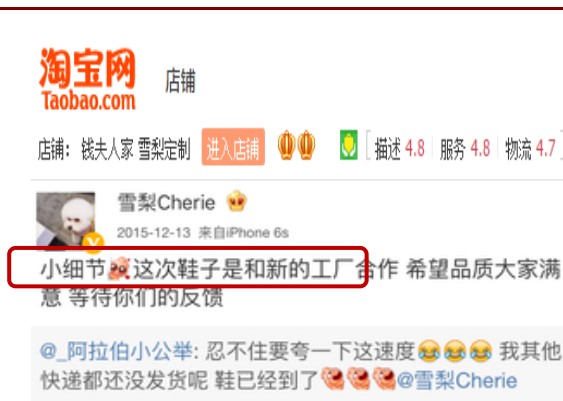 淘宝网
Taobao.com
店铺
店铺：钱夫人家 雪梨定制 进入店铺 描述 4.8 服务 4.8 物流 4.7
雪梨Cherie
2015-12-13 来自iPhone 6s
小细节 这次鞋子是和新的工厂合作 希望品质大家满
意 等待你们的反馈
@_阿拉伯小公举: 忍不住要夸一下这速度 我其他
快递都还没发货呢 鞋已经到了 @雪梨Cherie